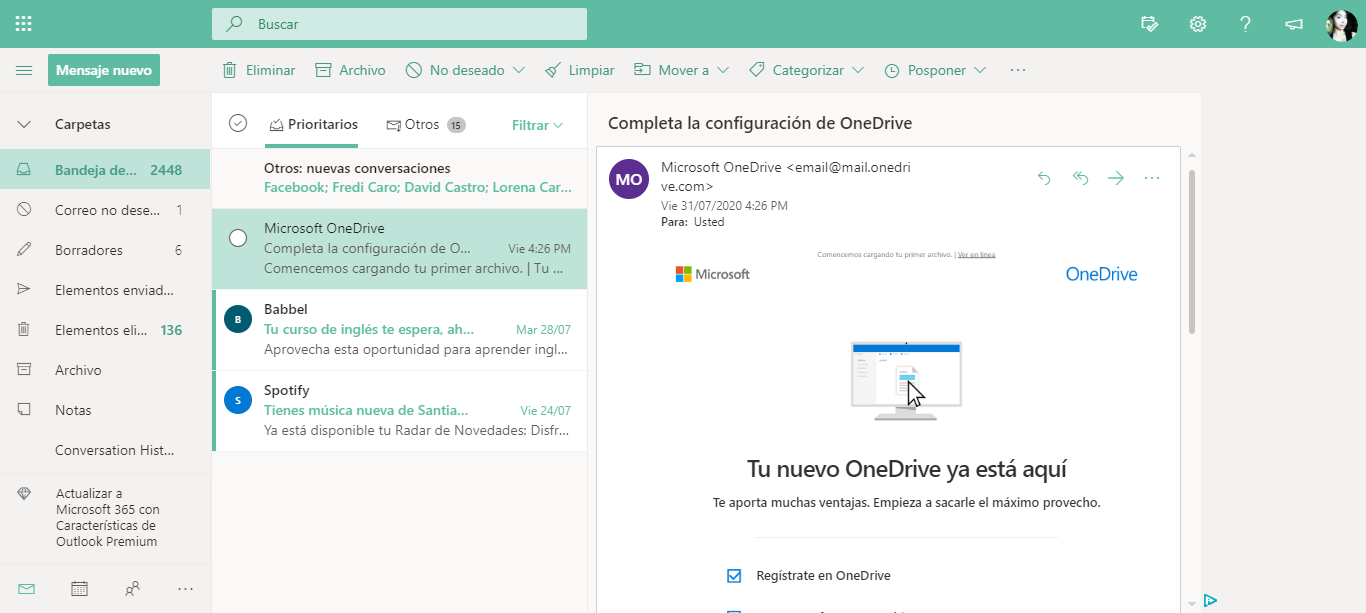 Buscar
Mensaje nuevo
Eliminar
Archivo
No deseado
Limpiar
Mover a
Categorizar
Posponer
Carpetas
Bandeja de... 2448
Correo no dese... 1
Borradores 6
Elementos enviad...
Elementos eli... 136
Archivo
Notas
Conversation Hist...
Actualizar a
Microsoft 365 con
Características de
Outlook Premium
Prioritarios
Otros 15
Filtrar
Otros: nuevas conversaciones
Facebook; Fredi Caro; David Castro; Lorena Car...
Microsoft OneDrive
Completa la configuración de O... Vie 4:26 PM
Comencemos cargando tu primer archivo. | Tu ...
B
Babbel
Tu curso de inglés te espera, ah... Mar 28/07
Aprovecha esta oportunidad para aprender ingl...
S
Spotify
Tienes música nueva de Santia... Vie 24/07
Ya está disponible tu Radar de Novedades: Disfr...
Completa la configuración de OneDrive
MO
Microsoft OneDrive <email@mail.onedri
ve.com>
Vie 31/07/2020 4:26 PM
Para: Usted
Comencemos cargando tu primer archivo. | Ver en línea
Microsoft
OneDrive
Tu nuevo OneDrive ya está aquí
Te aporta muchas ventajas. Empieza a sacarle el máximo provecho.
Regístrate en OneDrive